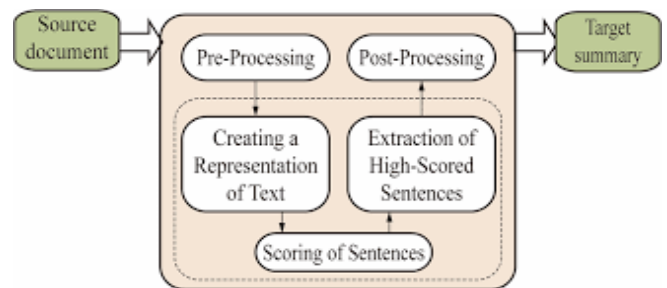 Source
document
Pre-Processing
Post-Processing
Target
summary
Creating a
Representation
of Text
Extraction of
High-Scored
Sentences
Scoring of Sentences